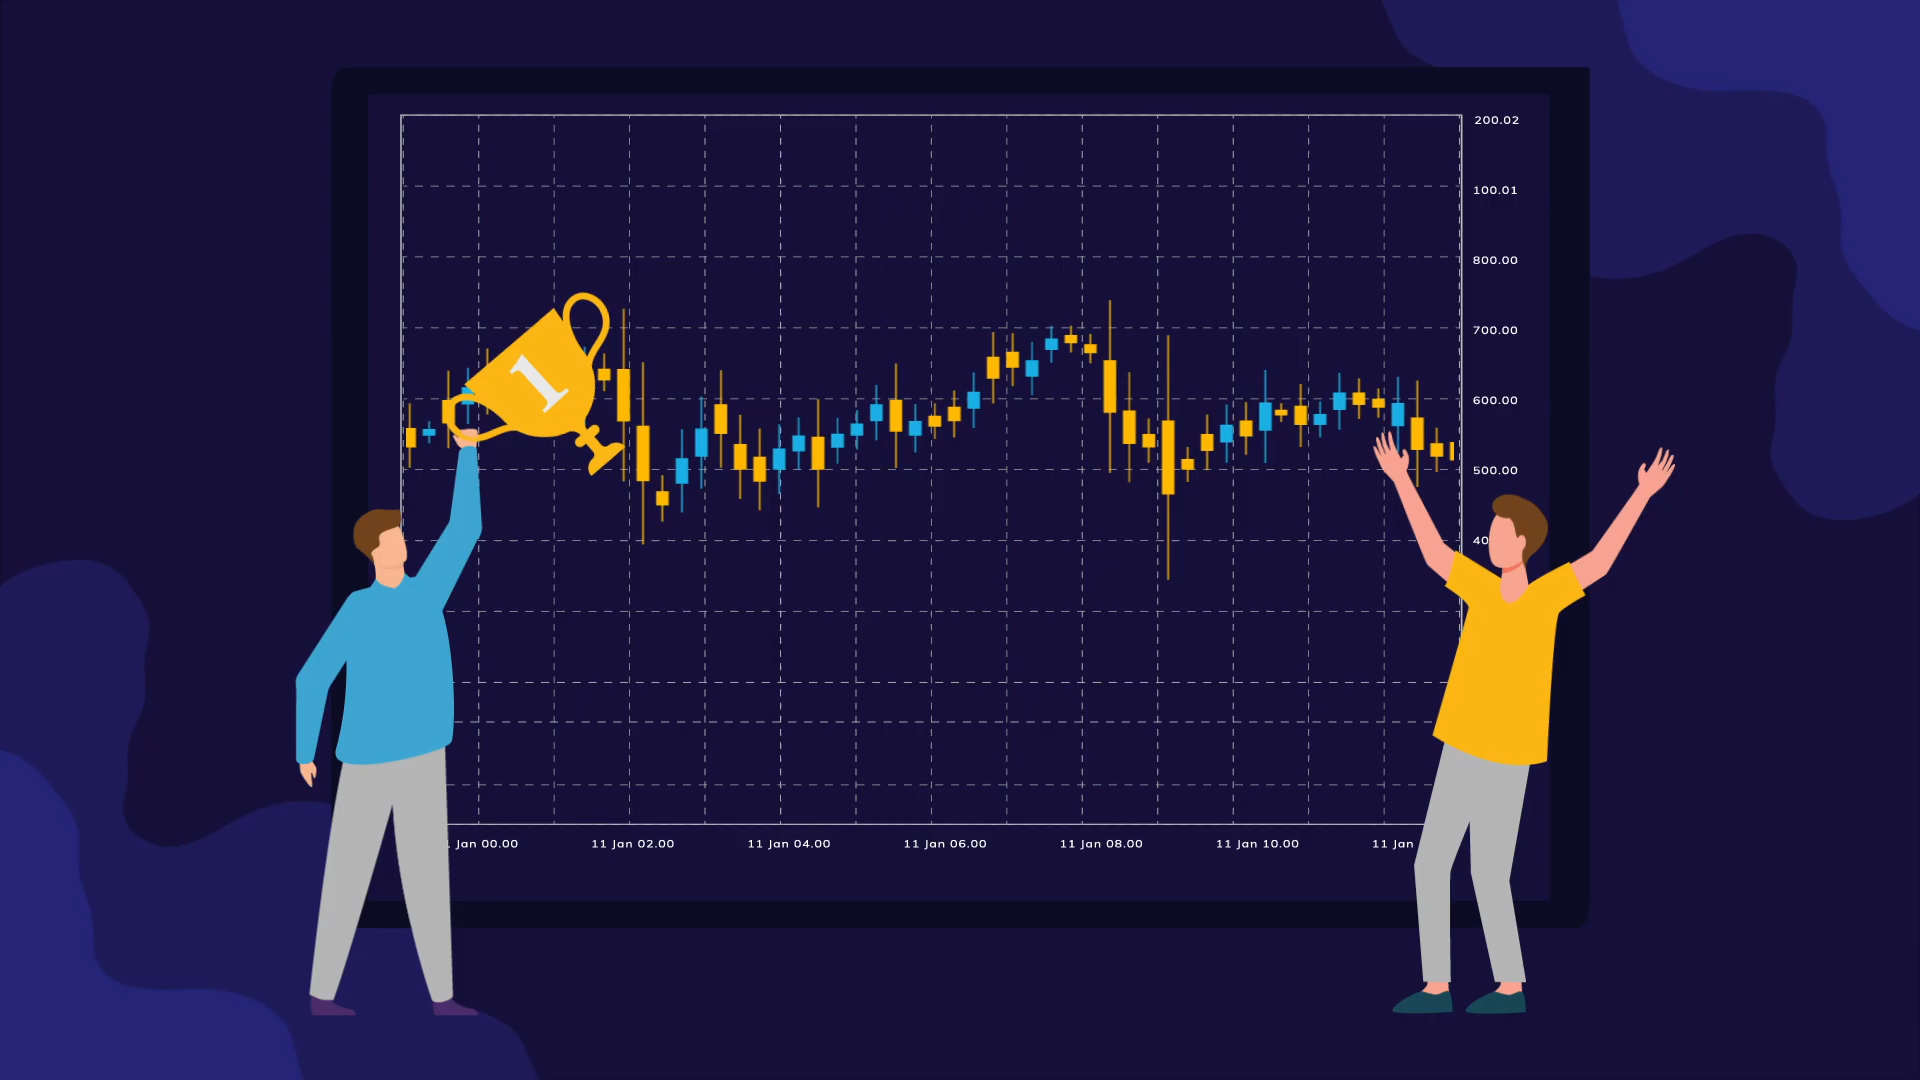 200.02
100.01
800.00
700.00
600.00
500.00
40
1
Jan 00.00
11 Jan 02.00
11 Jan 04.00
11 Jan 06.00
11 Jan 08.00
11 Jan 10.00
11 Jan